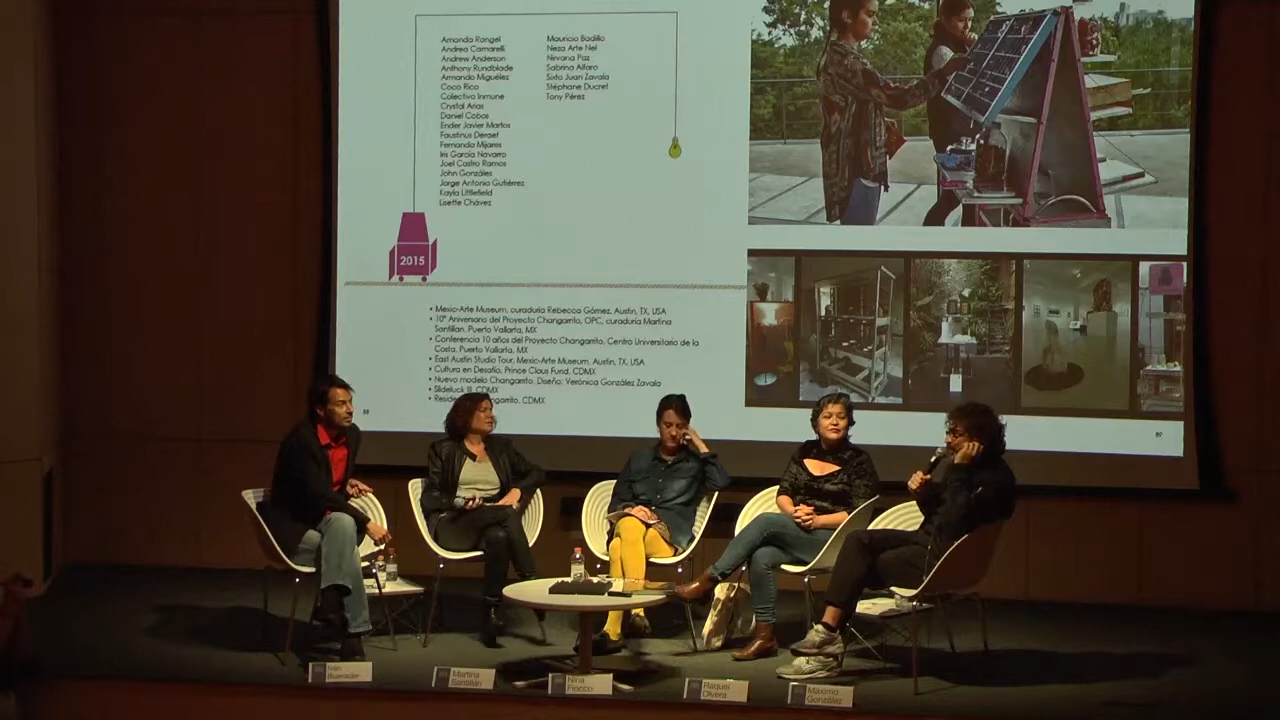 Amanda Rangel
Andrea Camarelli
Andrew Anderson
Anthony Rundblade
Armando Miguélez
Coco Rico
Colectivo Inmune
Crystal Arias
Daniel Cobos
Ender Javier Martos
Faustinus Deraet
Fernanda Mijares
Iris García Navarro
Joel Castro Ramos
John Gonzáles
Jorge Antonio Gutiérrez
Kayla Littlefield
Lisette Chávez
Mauricio Badillo
Neza Arte Nel
Nirvana Paz
Sabrina Alfaro
Sixto Juan Zavala
Stéphane Ducret
Tony Pérez
2015
• Mexic-Arte Museum, curaduría Rebecca Gómez, Austin, TX, USA
• 10° Aniversario del Proyecto Changarrito, OPC, curaduría Martina
Santillan, Puerto Vallarta, MX
• Conferencia 10 años del Proyecto Changarrito, Centro Universitario de la
Costa, Puerto Vallarta, MX
• East Austin Studio Tour, Mexic-Arte Museum, Austin, TX, USA
• Cultura en Desafío, Prince Claus Fund, CDMX
• Nuevo modelo Changarrito, Diseño: Verónica González Zavala
• Slideluck III, CDMX
Changarrito, CDMX
Iván
Martina
Santillán
Nina
Fiocco
Raquel
Olvera
Máximo
González